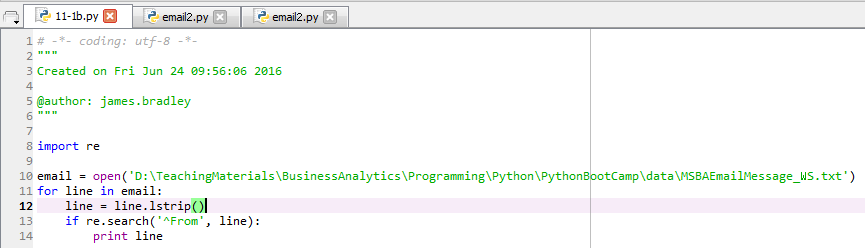 11-1b.py email2.py email2.py
1 # -*- coding: utf-8 -*-
2 """
3 Created on Fri Jun 24 09:56:06 2016
4
5 @author: james.bradley
6 """
7
8 import re
9
10 email = open('D:\TeachingMaterials\BusinessAnalytics\Programming\Python\PythonBootCamp\data\MSBAEmailMessage_WS.txt')
11 for line in email:
12     line = line.lstrip()
13     if re.search('^From', line):
14         print line